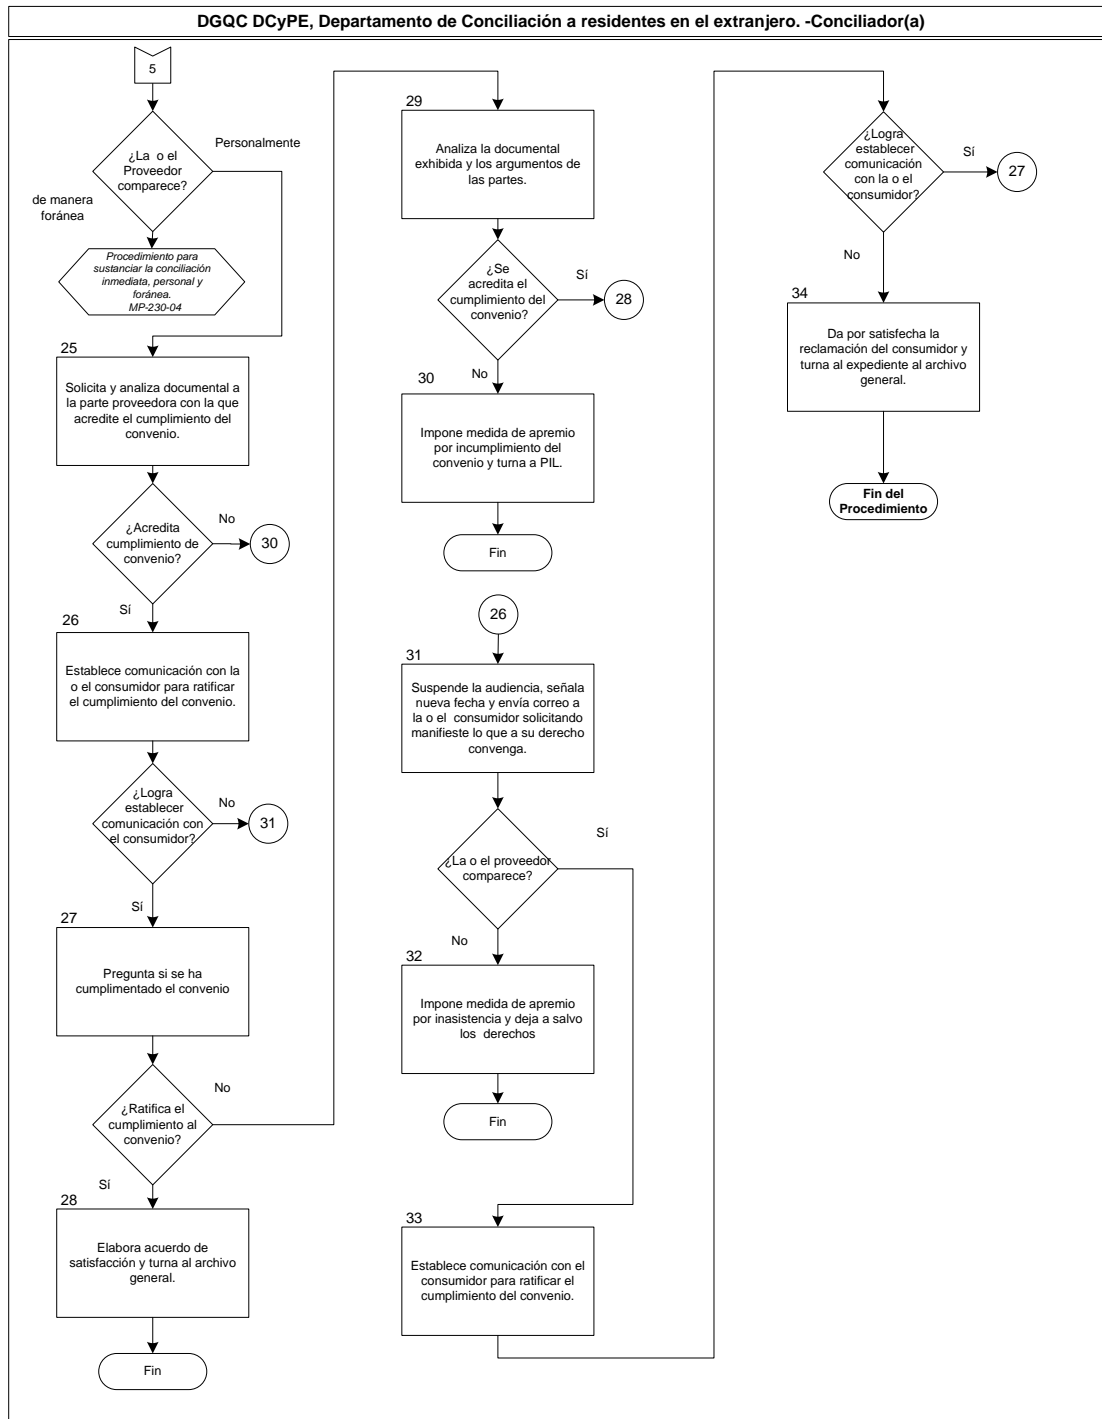 DGQC DCyPE, Departamento de Conciliación a residentes en el extranjero. -Conciliador(a)
5
¿La o el
Proveedor
comparece?
Personalmente
de manera
foránea
Procedimiento para
sustanciar la conciliación
inmediata, personal y
foránea.
MP-230-04
25
Solicita y analiza documental a
la parte proveedora con la que
acredite el cumplimiento del
convenio.
¿Acredita
cumplimiento de
convenio?
No
30
Sí
26
Establece comunicación con la
o el consumidor para ratificar
el cumplimiento del convenio.
¿Logra
establecer
comunicación con
el consumidor?
No
31
Sí
27
Pregunta si se ha
cumplimentado el convenio
¿Ratifica el
cumplimiento al
convenio?
No
Sí
28
Elabora acuerdo de
satisfacción y turna al archivo
general.
Fin
29
Analiza la documental
exhibida y los argumentos de
las partes.
¿Se
acredita el
cumplimiento del
convenio?
Sí
28
No
30
Impone medida de apremio
por incumplimiento del
convenio y turna a PIL.
Fin
26
31
Suspende la audiencia, señala
nueva fecha y envía correo a
la o el consumidor solicitando
manifieste lo que a su derecho
convenga.
¿La o el proveedor
comparece?
Sí
No
32
Impone medida de apremio
por inasistencia y deja a salvo
los derechos
Fin
33
Establece comunicación con el
consumidor para ratificar el
cumplimiento del convenio.
¿Logra
establecer
comunicación
con la o el
consumidor?
Sí
27
No
34
Da por satisfecha la
reclamación del consumidor y
turna al expediente al archivo
general.
Fin del
Procedimiento